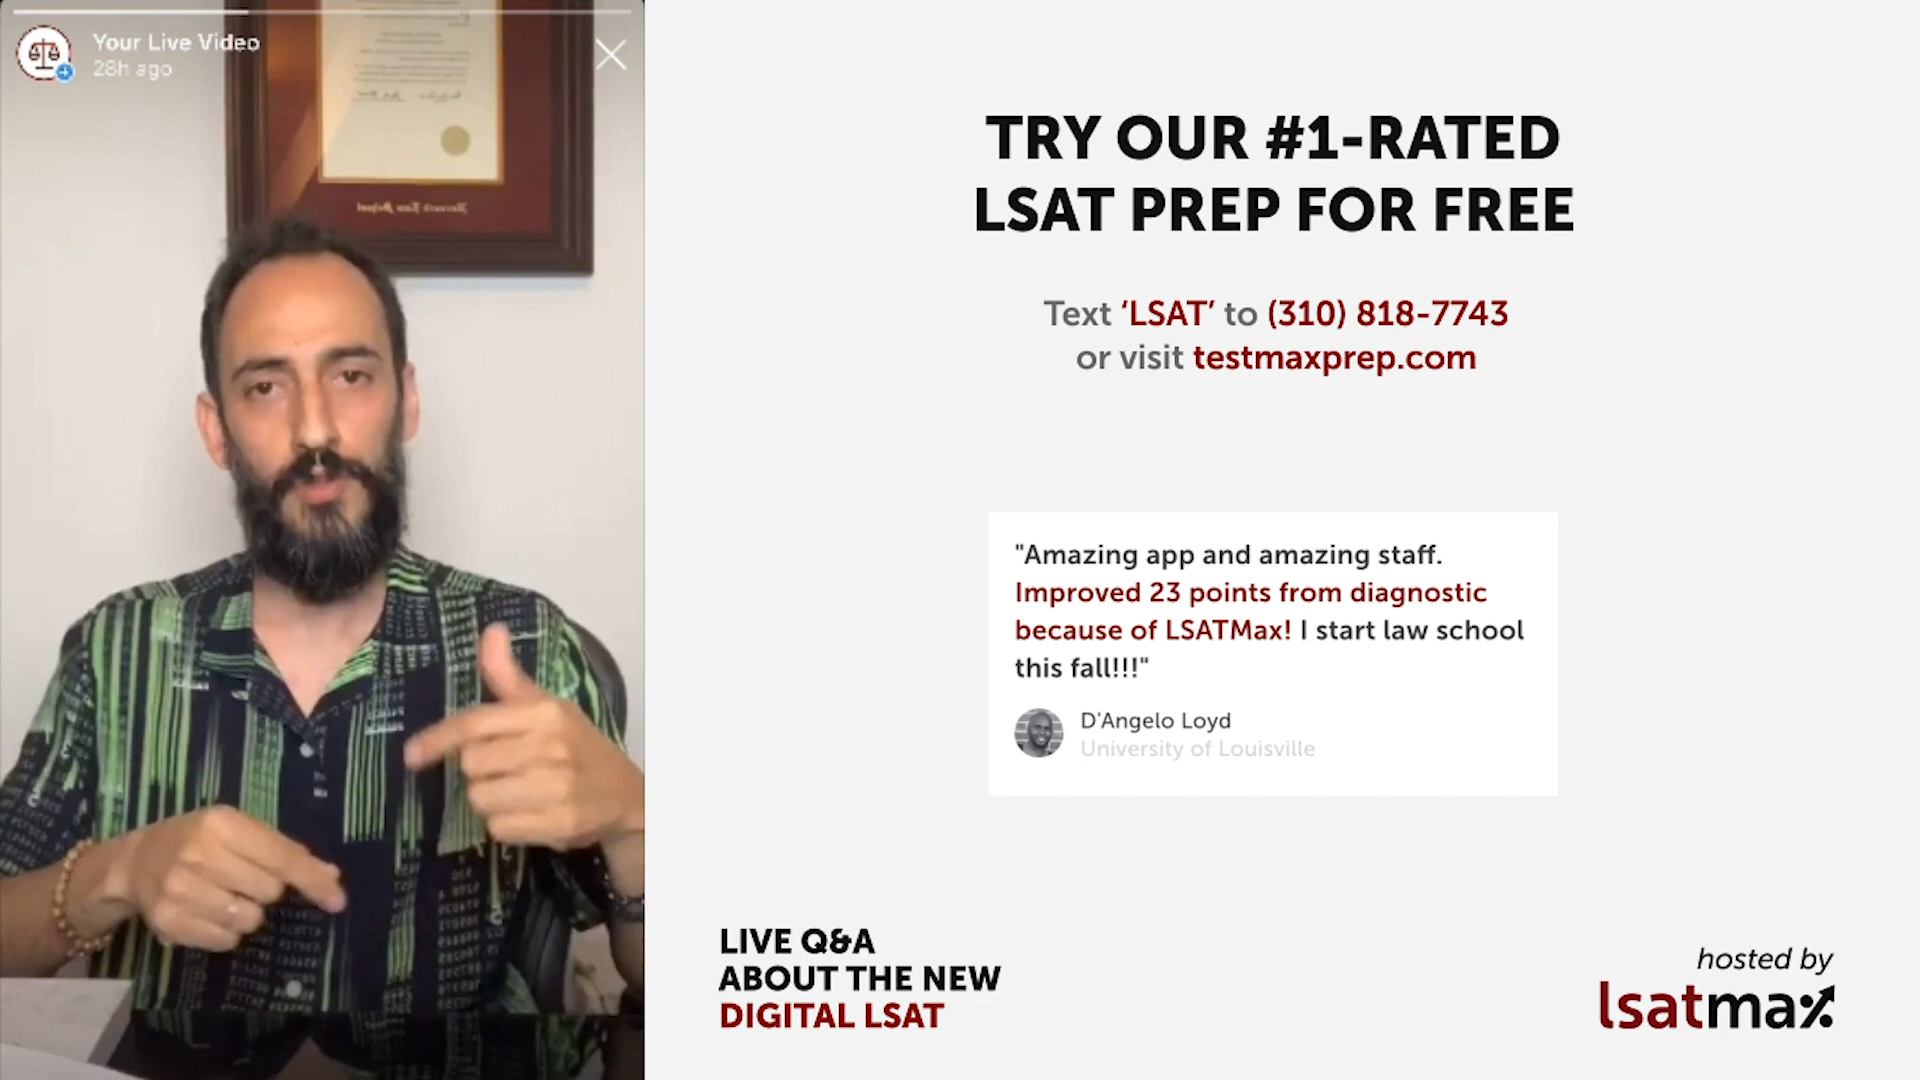 Your Live Video
28h ago
TRY OUR #1-RATED
LSAT PREP FOR FREE
Text ‘LSAT’ to (310) 818-7743
or visit testmaxprep.com
"Amazing app and amazing staff.
Improved 23 points from diagnostic
because of LSATMax! I start law school
this fall!!!"
D'Angelo Loyd
University of Louisville
LIVE Q&A
ABOUT THE NEW
DIGITAL LSAT
hosted by
lsatmax